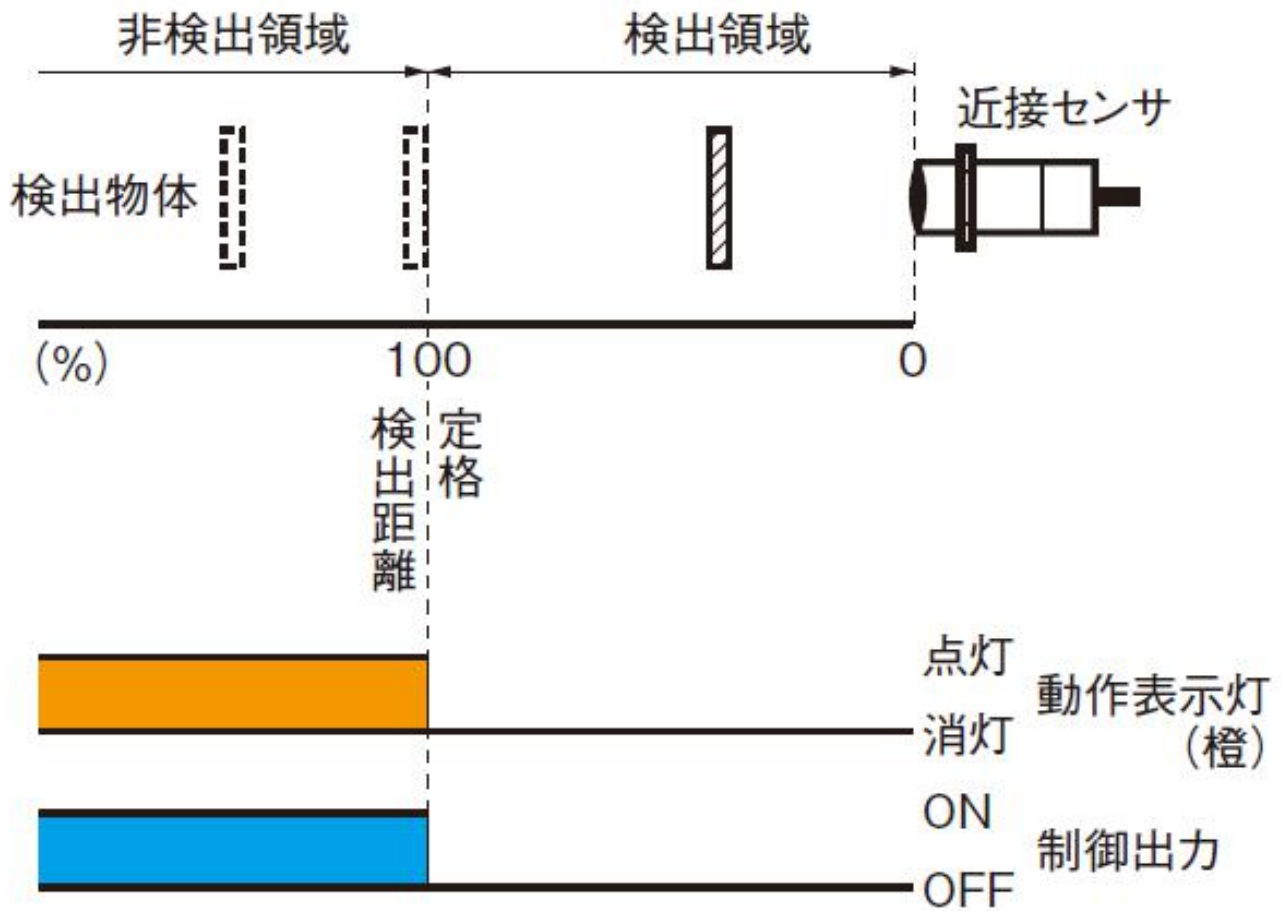 非検出領域
検出領域
近接センサ
検出物体
(%)
100
0
定格
検出距離
点灯
消灯
動作表示灯
(橙)
ON
OFF
制御出力